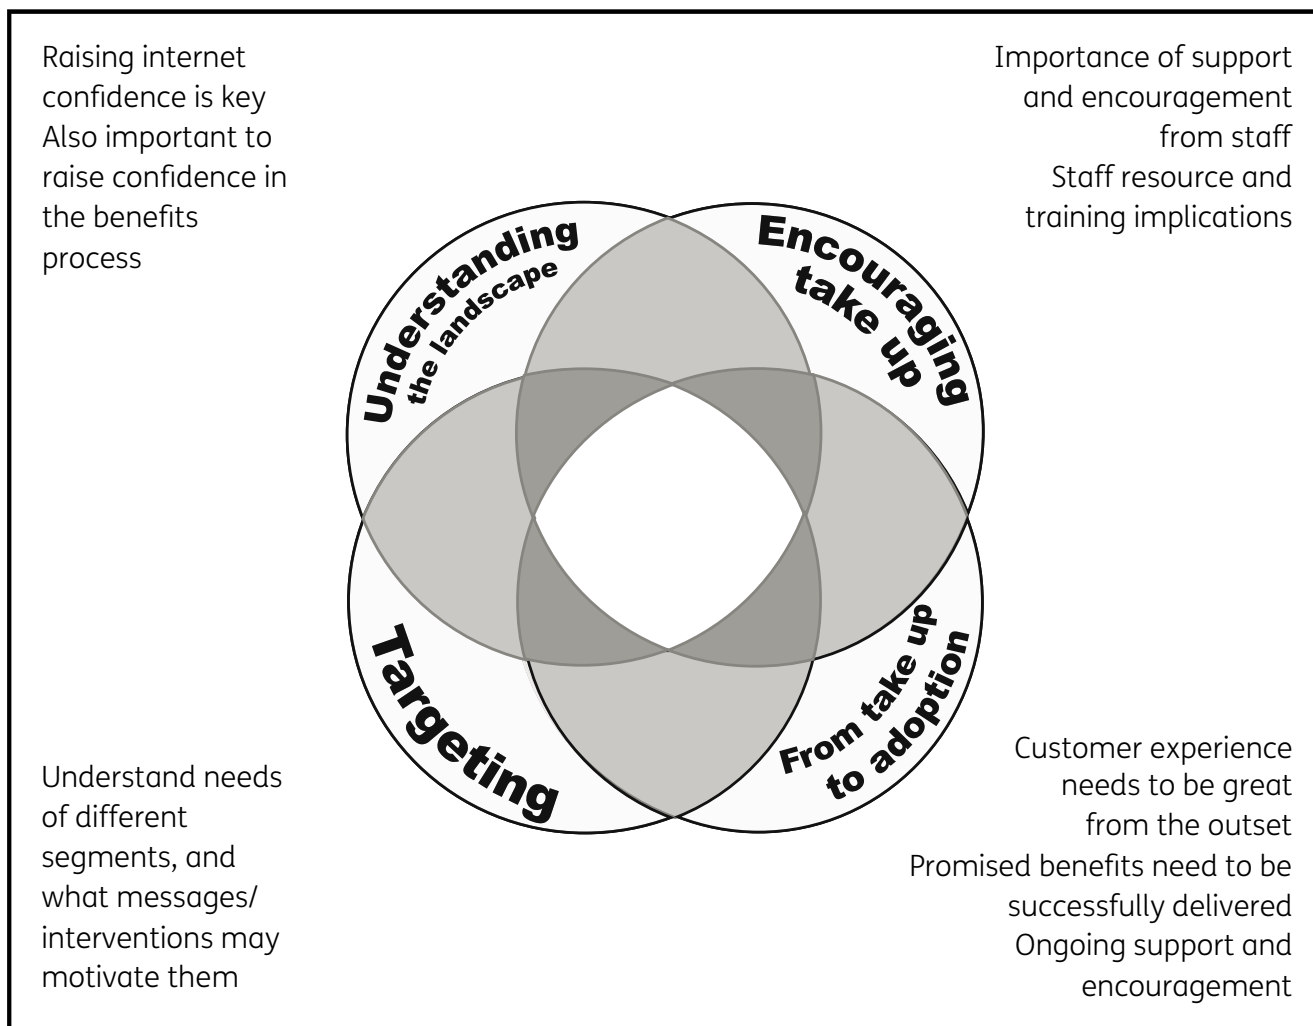 Raising internet
confidence is key
Also important to
raise confidence in
the benefits
process
Importance of support
and encouragement
from staff
Staff resource and
training implications
Understanding
the landscape
Encouraging
take up
Targeting
From take up
to adoption
Understand needs
of different
segments, and
what messages/
interventions may
motivate them
Customer experience
needs to be great
from the outset
Promised benefits need to be
successfully delivered
Ongoing support and
encouragement